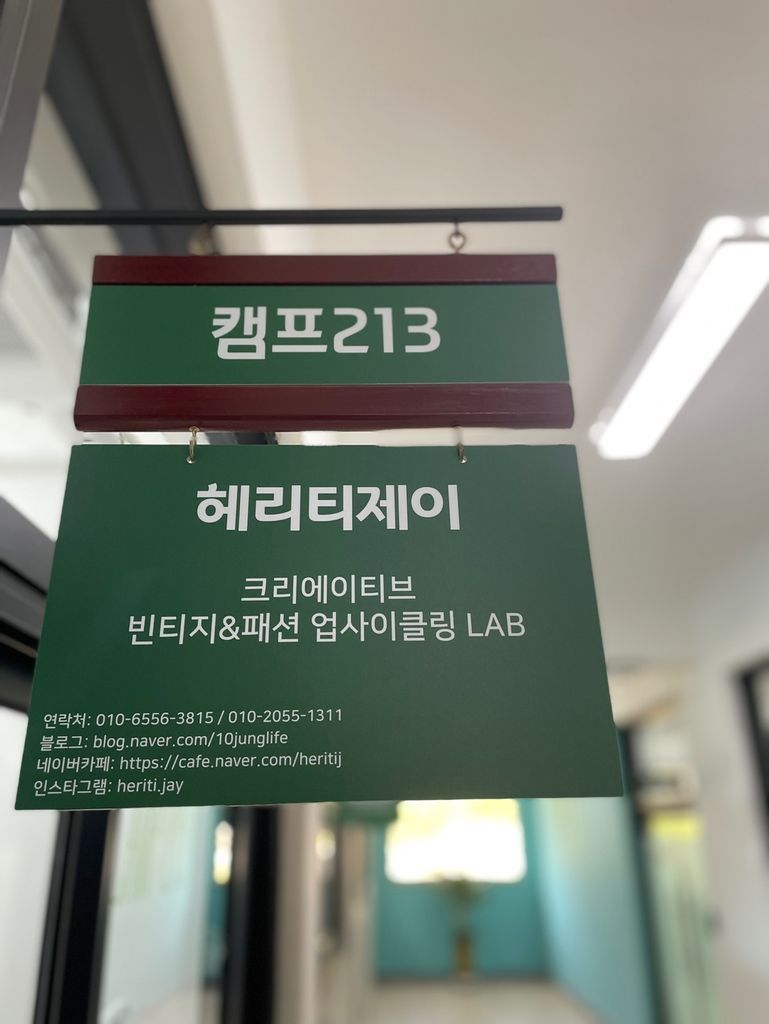 캠프213
헤리티제이
크리에이티브
빈티지&패션 업사이클링 LAB
연락처: 010-6556-3815 / 010-2055-1311
블로그: blog.naver.com/10junglife
네이버카페: https://cafe.naver.com/heritij
인스타그램: heriti.jay